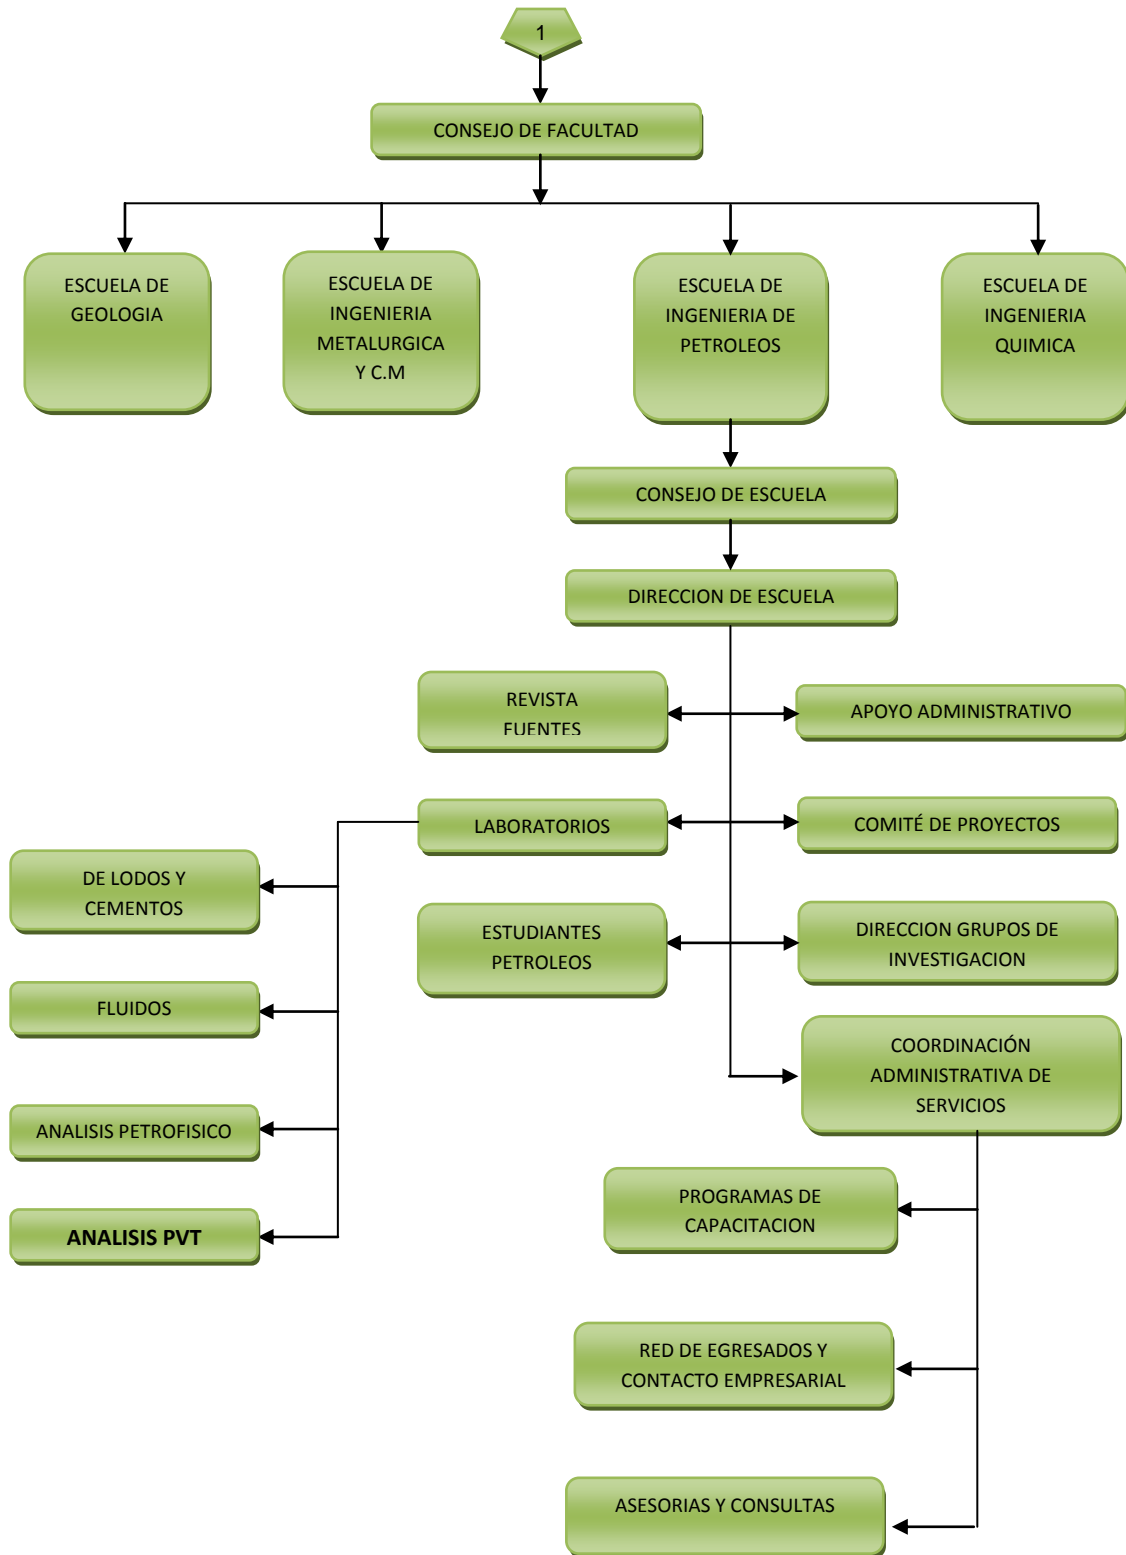 1
CONSEJO DE FACULTAD
ESCUELA DE
GEOLOGIA
ESCUELA DE
INGENIERIA
METALURGICA
Y C.M
ESCUELA DE
INGENIERIA DE
PETROLEOS
ESCUELA DE
INGENIERIA
QUIMICA
CONSEJO DE ESCUELA
DIRECCION DE ESCUELA
REVISTA
FUENTES
APOYO ADMINISTRATIVO
LABORATORIOS
COMITÉ DE PROYECTOS
DE LODOS Y
CEMENTOS
ESTUDIANTES
PETROLEOS
DIRECCION GRUPOS DE
INVESTIGACION
FLUIDOS
COORDINACIÓN
ADMINISTRATIVA DE
SERVICIOS
ANALISIS PETROFISICO
ANALISIS PVT
PROGRAMAS DE
CAPACITACION
RED DE EGRESADOS Y
CONTACTO EMPRESARIAL
ASESORIAS Y CONSULTAS